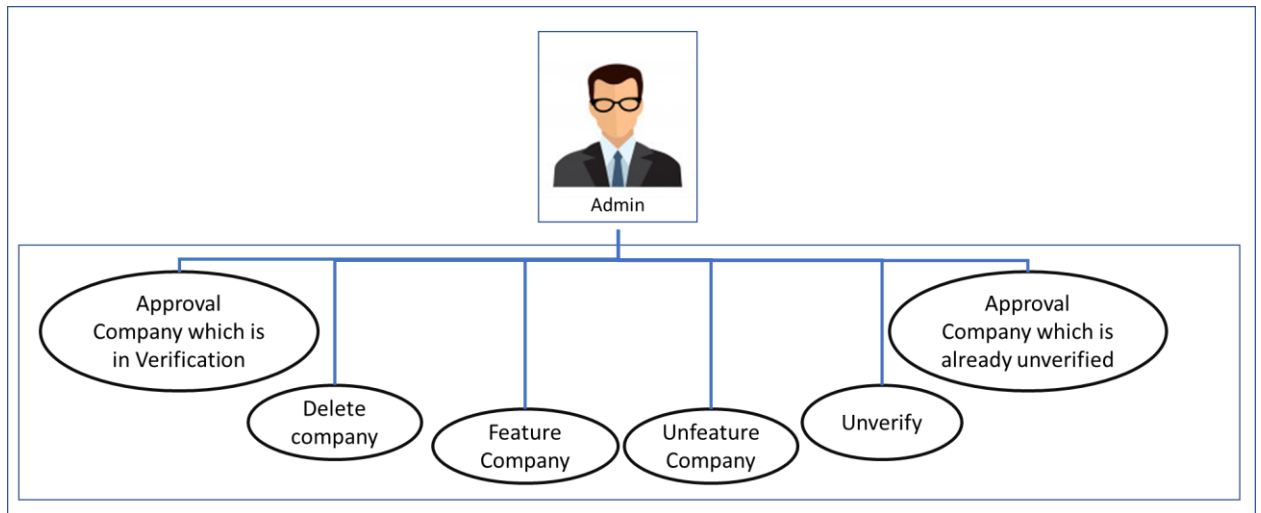 Admin
Approval
Company which is
in Verification
Delete
company
Feature
Company
Unfeature
Company
Unverify
Approval
Company which is
already unverified